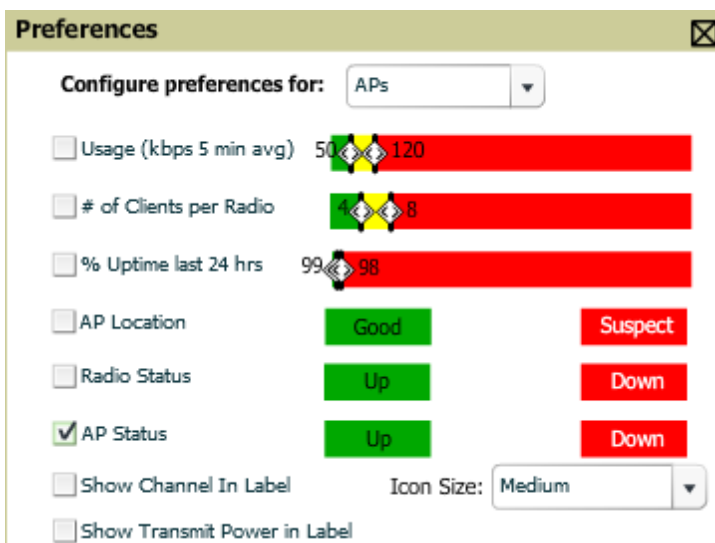 Preferences
Configure preferences for: APs
Usage (kbps 5 min avg) 50 120
# of Clients per Radio 4 8
% Uptime last 24 hrs 99 98
AP Location Good Suspect
Radio Status Up Down
AP Status Up Down
Show Channel In Label Icon Size: Medium
Show Transmit Power in Label